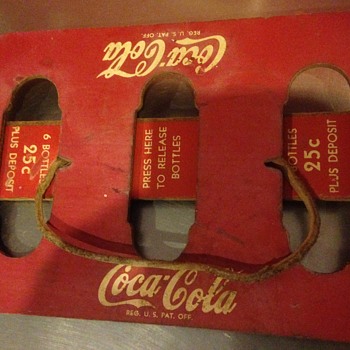 Coca-Cola
REG. U. S. PAT. OFF.
6 BOTTLES
25c
PLUS DEPOSIT
PRESS HERE
TO RELEASE
BOTTLES
BOTTLES
25c
PLUS DEPOSIT
Coca-Cola
REG. U. S. PAT. OFF.